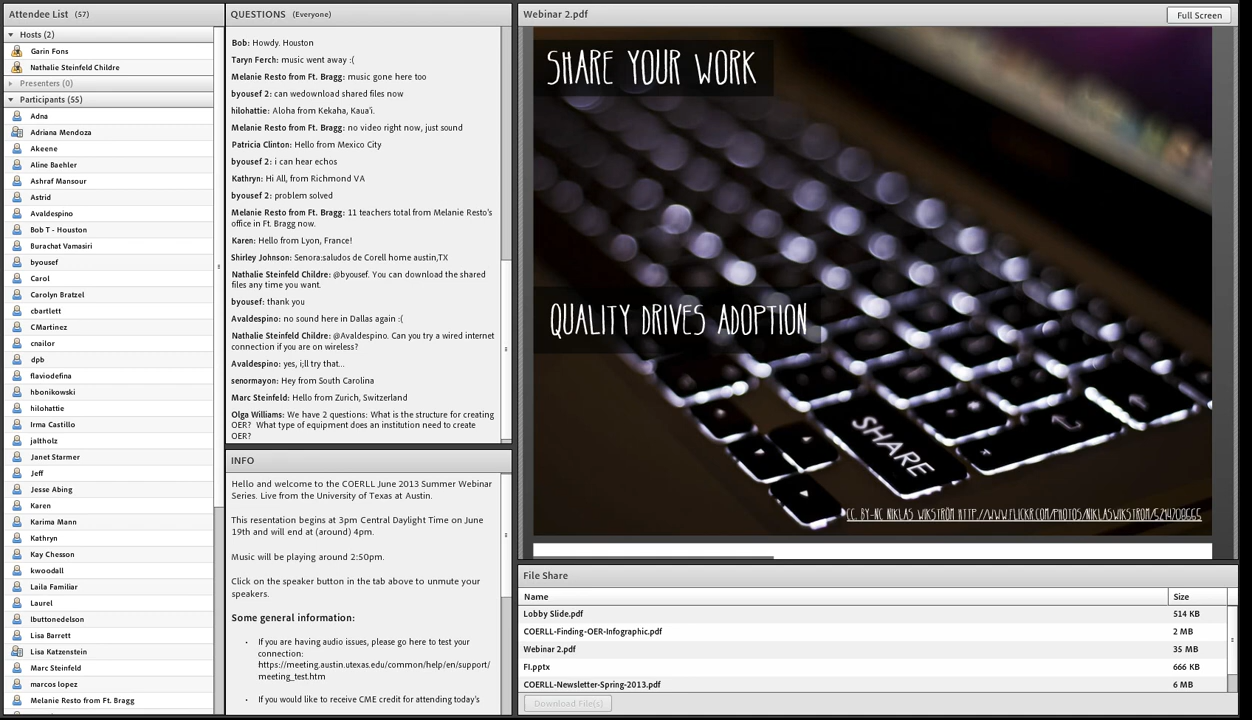 Attendee List (57)
Hosts (2)
Garin Fons
Nathalie Steinfeld Childre
Presenters (0)
Participants (55)
Adna
Adriana Mendoza
Akeene
Aline Baehler
Ashraf Mansour
Astrid
Avaldespino
Bob T - Houston
Burachat Vamasiri
byousef
Carol
Carolyn Bratzel
cbartlett
CMartinez
cnailor
dpb
flaviodefina
hbonikowski
hilohattie
Irma Castillo
jaltholz
Janet Starmer
Jeff
Jesse Abing
Karen
Karima Mann
Kathryn
Kay Chesson
kwoodall
Laila Familiar
Laurel
lbuttonedelson
Lisa Barrett
Lisa Katzenstein
Marc Steinfeld
marcos lopez
Melanie Resto from Ft. Bragg
QUESTIONS (Everyone)
Bob: Howdy. Houston
Taryn Ferch: music went away :(
Melanie Resto from Ft. Bragg: music gone here too
byousef 2: can wedownload shared files now
hilohattie: Aloha from Kekaha, Kaua'i.
Melanie Resto from Ft. Bragg: no video right now, just sound
Patricia Clinton: Hello from Mexico City
byousef 2: i can hear echos
Kathryn: Hi All, from Richmond VA
byousef 2: problem solved
Melanie Resto from Ft. Bragg: 11 teachers total from Melanie Resto's
office in Ft. Bragg now.
Karen: Hello from Lyon, France!
Shirley Johnson: Senora:saludos de Corell home austin,TX
Nathalie Steinfeld Childre: @byousef. You can download the shared
files any time you want.
byousef: thank you
Avaldespino: no sound here in Dallas again :(
Nathalie Steinfeld Childre: @Avaldespino. Can you try a wired internet
connection if you are on wireless?
Avaldespino: yes, i;ll try that...
senormayon: Hey from South Carolina
Marc Steinfeld: Hello from Zurich, Switzerland
Olga Williams: We have 2 questions: What is the structure for creating
OER? What type of equipment does an institution need to create
OER?
INFO
Hello and welcome to the COERLL June 2013 Summer Webinar
Series. Live from the University of Texas at Austin.
This resentation begins at 3pm Central Daylight Time on June
19th and will end at (around) 4pm.
Music will be playing around 2:50pm.
Click on the speaker button in the tab above to unmute your
speakers.
Some general information:
• If you are having audio issues, please go here to test your
connection:
https://meeting.austin.utexas.edu/common/help/en/support/
meeting_test.htm
• If you would like to receive CME credit for attending today's
Webinar 2.pdf
Full Screen
SHARE YOUR WORK
QUALITY DRIVES ADOPTION
SHARE
CC. BY-NC NIKLAS WIKSTROM HTTP://WWW.FLICKR.COM/PHOTOS/NIKLASWIKSTROM/5214708665
File Share
Name Size
Lobby Slide.pdf 514 KB
COERLL-Finding-OER-Infographic.pdf 2 MB
Webinar 2.pdf 35 MB
FI.pptx 666 KB
COERLL-Newsletter-Spring-2013.pdf 6 MB
Download File(s)